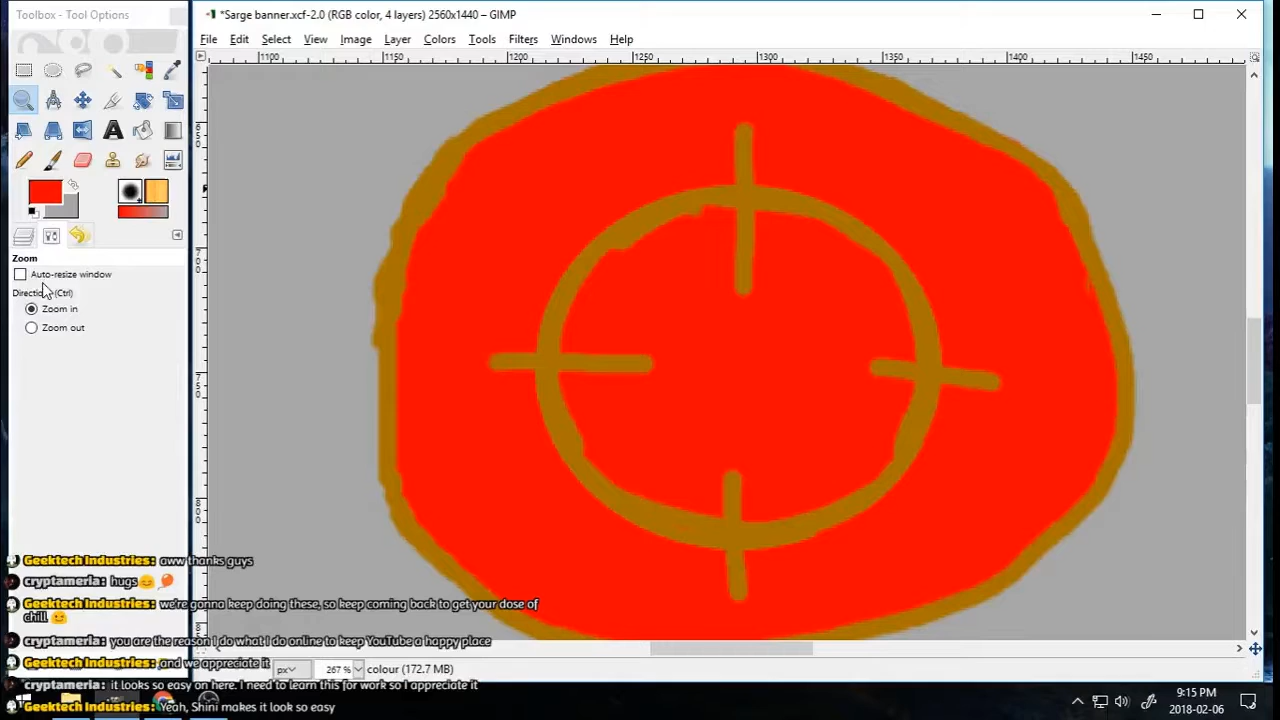 Toolbox - Tool Options
*Sarge banner.xcf-2.0 (RGB color, 4 layers) 2560x1440 – GIMP
File Edit Select View Image Layer Colors Tools Filters Windows Help
1100 1150 1200 1250 1300 1350 1400 1450
650
700
750
800
Zoom
Auto-resize window
Direction (Ctrl)
Zoom in
Zoom out
Geektech Industries: aww thanks guys
cryptameria: hugs 😊 🎈
Geektech Industries: we're gonna keep doing these, so keep coming back to get your dose of
chill 🙂
cryptameria: you are the reason I do what I do online to keep YouTube a happy place
Geektech Industries: and we appreciate it
px 267 % colour (172.7 MB)
cryptameria: it looks so easy on here. I need to learn this for work so I appreciate it
Geektech Industries: Yeah, Shini makes it look so easy
9:15 PM
2018-02-06